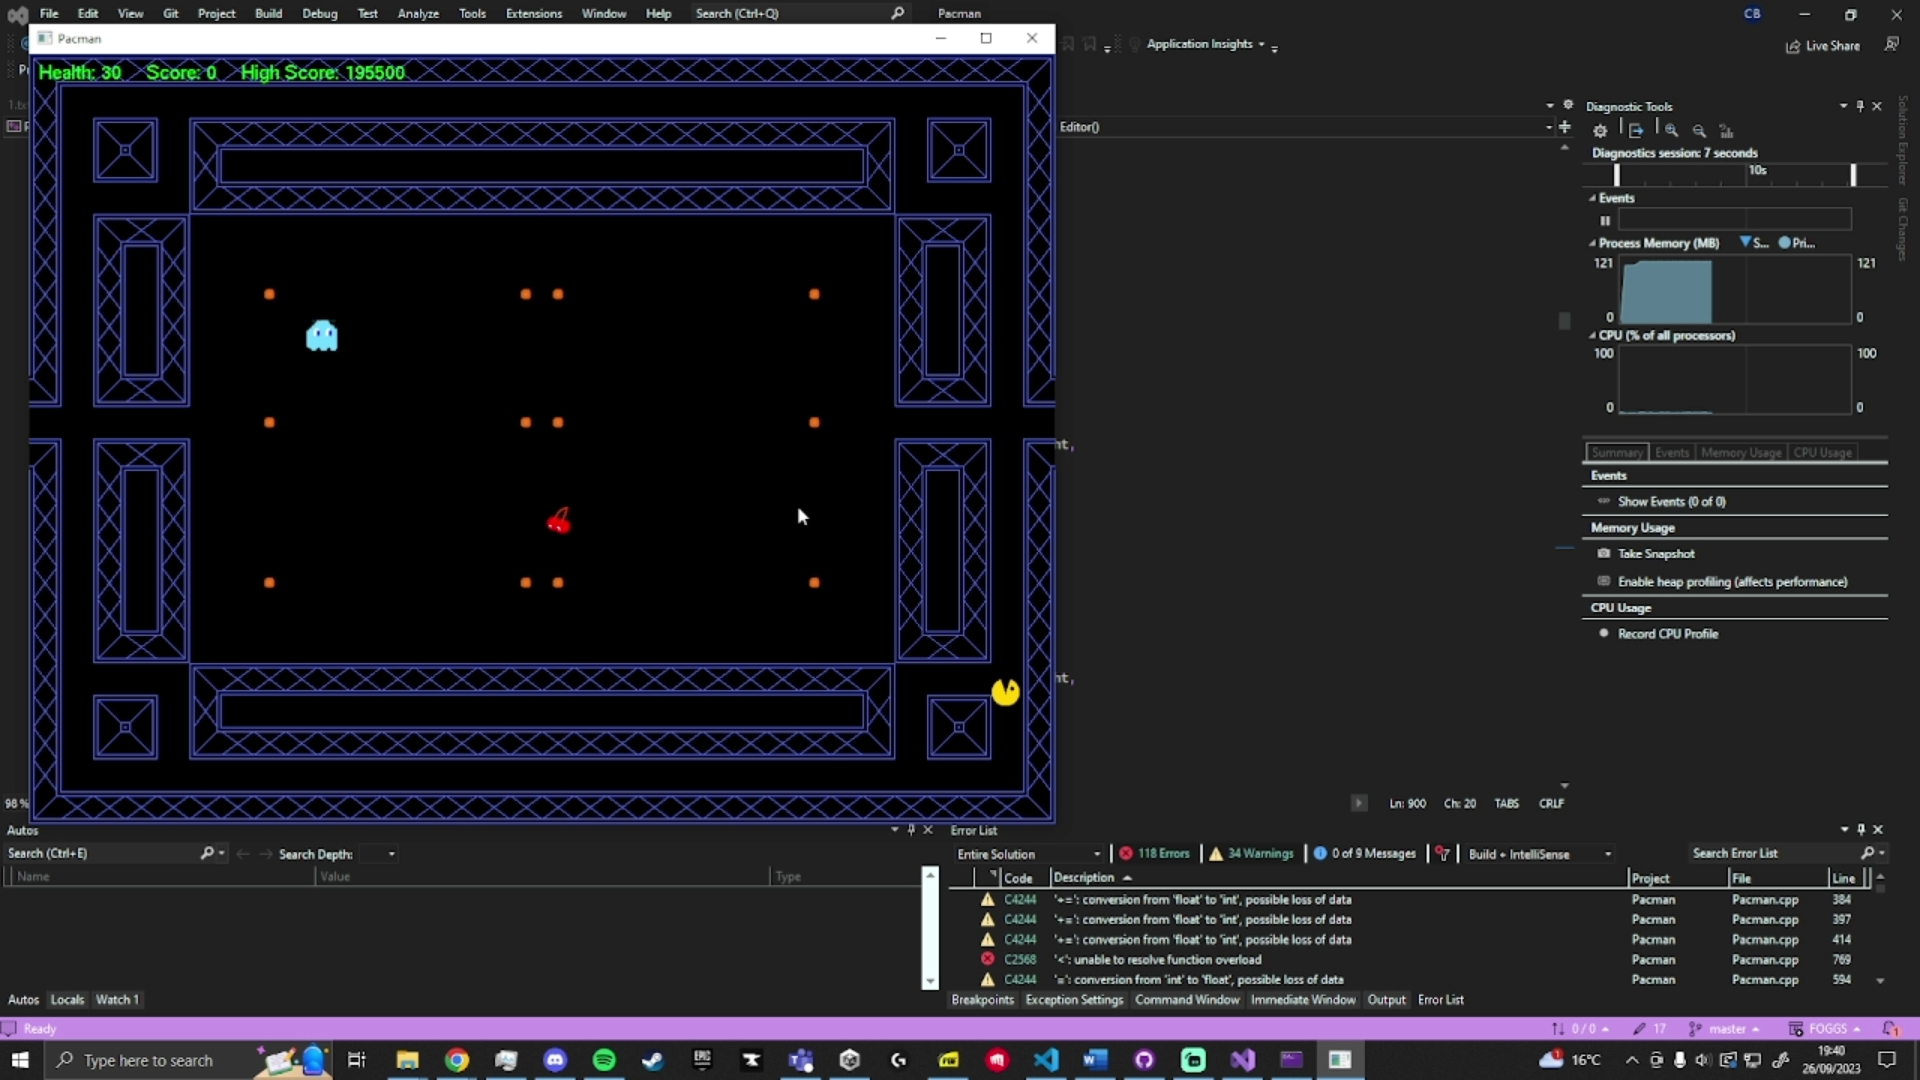 File Edit View Git Project Build Debug Test Analyze Tools Extensions Window Help Search (Ctrl+Q) Pacman CB
Pacman
Application Insights
Live Share
Health: 30 Score: 0 High Score: 195500
Editor()
Diagnostic Tools
Solution Explorer
Git Changes
Diagnostics session: 7 seconds
10s
Events
Process Memory (MB) S... Pri...
121 121
0 0
CPU (% of all processors)
100 100
0 0
nt,
Summary Events Memory Usage CPU Usage
Events
Show Events (0 of 0)
Memory Usage
Take Snapshot
Enable heap profiling (affects performance)
CPU Usage
Record CPU Profile
nt,
98 % Ln: 900 Ch: 20 TABS CRLF
Autos
Search (Ctrl+E) Search Depth:
Name Value Type
Error List
Entire Solution 118 Errors 34 Warnings 0 of 9 Messages Build + IntelliSense Search Error List
Code Description Project File Line
C4244 '+=': conversion from 'float' to 'int', possible loss of data Pacman Pacman.cpp 384
C4244 '+=': conversion from 'float' to 'int', possible loss of data Pacman Pacman.cpp 397
C4244 '+=': conversion from 'float' to 'int', possible loss of data Pacman Pacman.cpp 414
C2568 '<': unable to resolve function overload Pacman Pacman.cpp 769
C4244 '=': conversion from 'int' to 'float', possible loss of data Pacman Pacman.cpp 594
Autos Locals Watch 1
Breakpoints Exception Settings Command Window Immediate Window Output Error List
Ready 0 / 0 17 master FOGGS
Type here to search
EPIC
16°C
19:40
26/09/2023